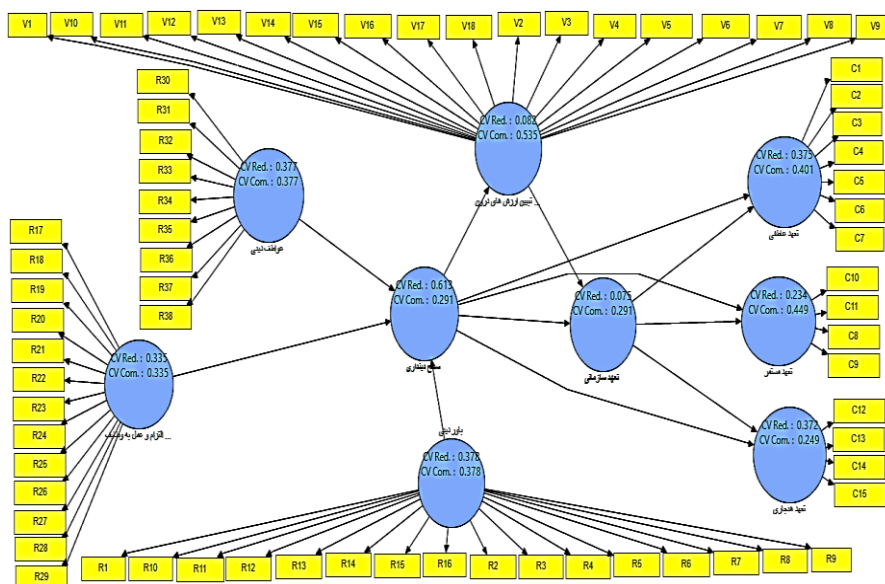 V1
V10
V11
V12
V13
V14
V15
V16
V17
V18
V2
V3
V4
V5
V6
V7
V8
V9
R30
R31
R32
R33
R34
R35
R36
R37
R38
CV Red. : 0.377
CV Com. : 0.377
عواطف دینی
CV Red. : 0.082
CV Com. : 0.535
تبیین ارزش های
C1
C2
C3
C4
C5
C6
C7
CV Red. : 0.375
CV Com. : 0.401
تعهد عاطفی
R17
R18
R19
R20
R21
R22
R23
R24
R25
R26
R27
R28
R29
CV Red. : 0.335
CV Com. : 0.335
التزام و عمل به
CV Red. : 0.613
CV Com. : 0.291
سطح دینداری
CV Red. : 0.075
CV Com. : 0.291
تعهد سازمانی
C10
C11
C8
C9
CV Red. : 0.234
CV Com. : 0.449
تعهد مستمر
باور دینی
CV Red. : 0.378
CV Com. : 0.378
C12
C13
C14
C15
CV Red. : 0.372
CV Com. : 0.249
تعهد هنجاری
R1
R10
R11
R12
R13
R14
R15
R16
R2
R3
R4
R5
R6
R7
R8
R9